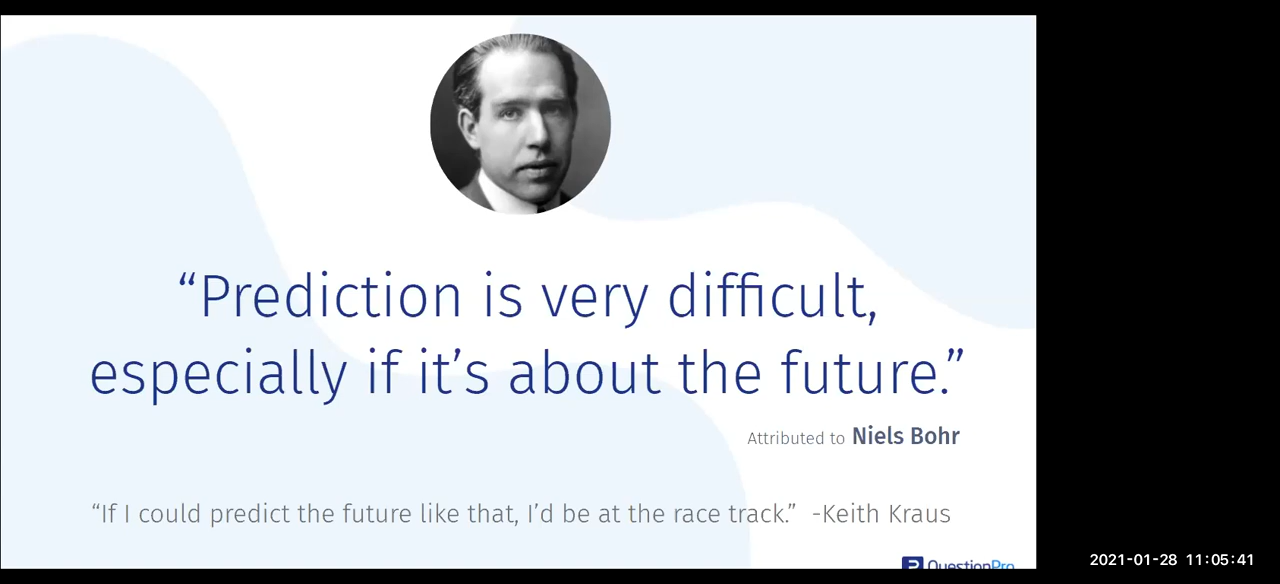 “Prediction is very difficult,
especially if it’s about the future.”
Attributed to Niels Bohr
“If I could predict the future like that, I’d be at the race track.” -Keith Kraus
QuestionPro
2021-01-28 11:05:41